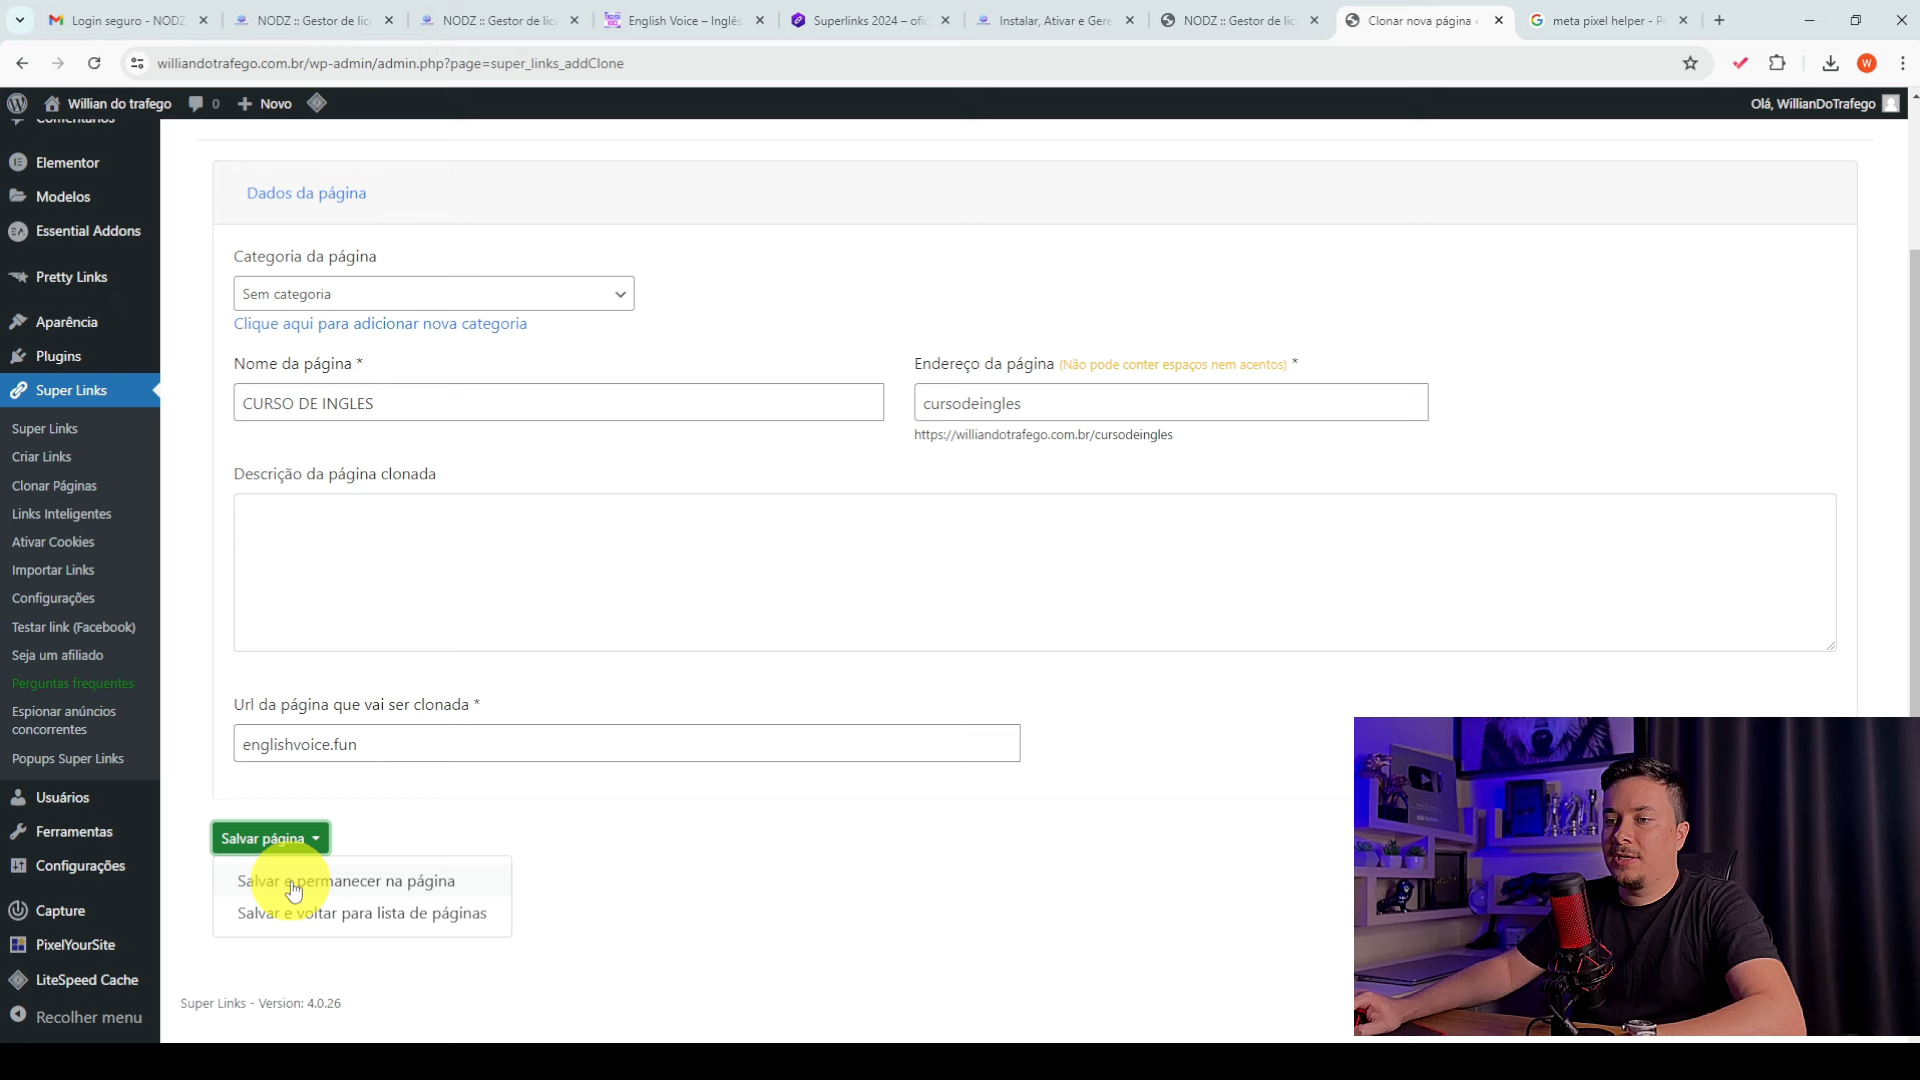 Login seguro - NODZ
NODZ :: Gestor de lic
NODZ :: Gestor de lic
English Voice – Inglês
Superlinks 2024 – ofic
Instalar, Ativar e Gere
NODZ :: Gestor de lic
Clonar nova página ‹
meta pixel helper - Pe
williandotrafego.com.br/wp-admin/admin.php?page=super_links_addClone
W
Willian do trafego
0
Novo
Olá, WillianDoTrafego
Comentários
Elementor
Modelos
Essential Addons
Pretty Links
Aparência
Plugins
Super Links
Super Links
Criar Links
Clonar Páginas
Links Inteligentes
Ativar Cookies
Importar Links
Configurações
Testar link (Facebook)
Seja um afiliado
Perguntas frequentes
Espionar anúncios
concorrentes
Popups Super Links
Usuários
Ferramentas
Configurações
Capture
PixelYourSite
LiteSpeed Cache
Recolher menu
Dados da página
Categoria da página
Sem categoria
Clique aqui para adicionar nova categoria
Nome da página *
CURSO DE INGLES
Endereço da página (Não pode conter espaços nem acentos) *
cursodeingles
https://williandotrafego.com.br/cursodeingles
Descrição da página clonada
Url da página que vai ser clonada *
englishvoice.fun
Salvar página
Salvar e permanecer na página
Salvar e voltar para lista de páginas
Super Links - Version: 4.0.26